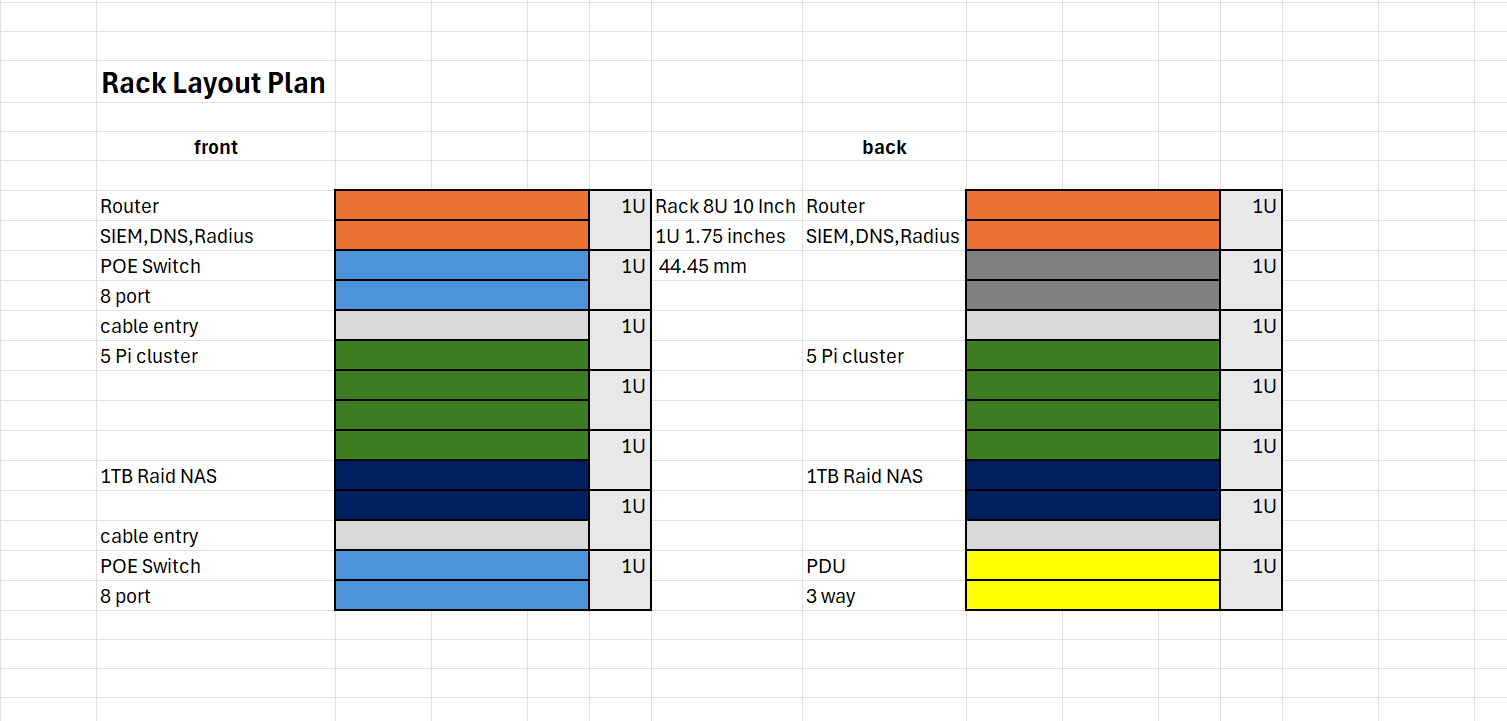 Rack Layout Plan
front back
Router 1U Rack 8U 10 Inch Router 1U
SIEM,DNS,Radius 1U 1.75 inches SIEM,DNS,Radius
POE Switch 1U 44.45 mm 1U
8 port
cable entry 1U 1U
5 Pi cluster 5 Pi cluster
1U 1U
1U 1U
1TB Raid NAS 1TB Raid NAS
1U 1U
cable entry
POE Switch 1U PDU 1U
8 port 3 way